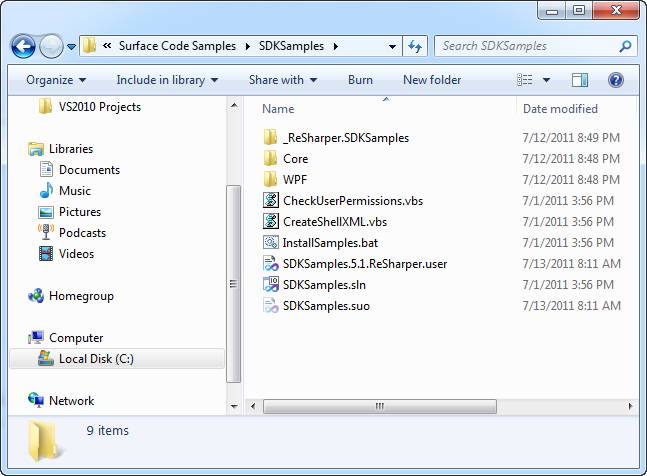 « Surface Code Samples SDKSamples Search SDKSamples
Organize Include in library Share with Burn New folder
VS2010 Projects
Libraries
Documents
Music
Pictures
Podcasts
Videos
Homegroup
Computer
Local Disk (C:)
Network
Name Date modified
_ReSharper.SDKSamples 7/12/2011 8:49 PM
Core 7/12/2011 8:48 PM
WPF 7/12/2011 8:48 PM
CheckUserPermissions.vbs 7/1/2011 3:56 PM
CreateShellXML.vbs 7/1/2011 3:56 PM
InstallSamples.bat 7/1/2011 3:56 PM
SDKSamples.5.1.ReSharper.user 7/13/2011 8:11 AM
SDKSamples.sln 7/1/2011 3:56 PM
SDKSamples.suo 7/13/2011 8:11 AM
9 items